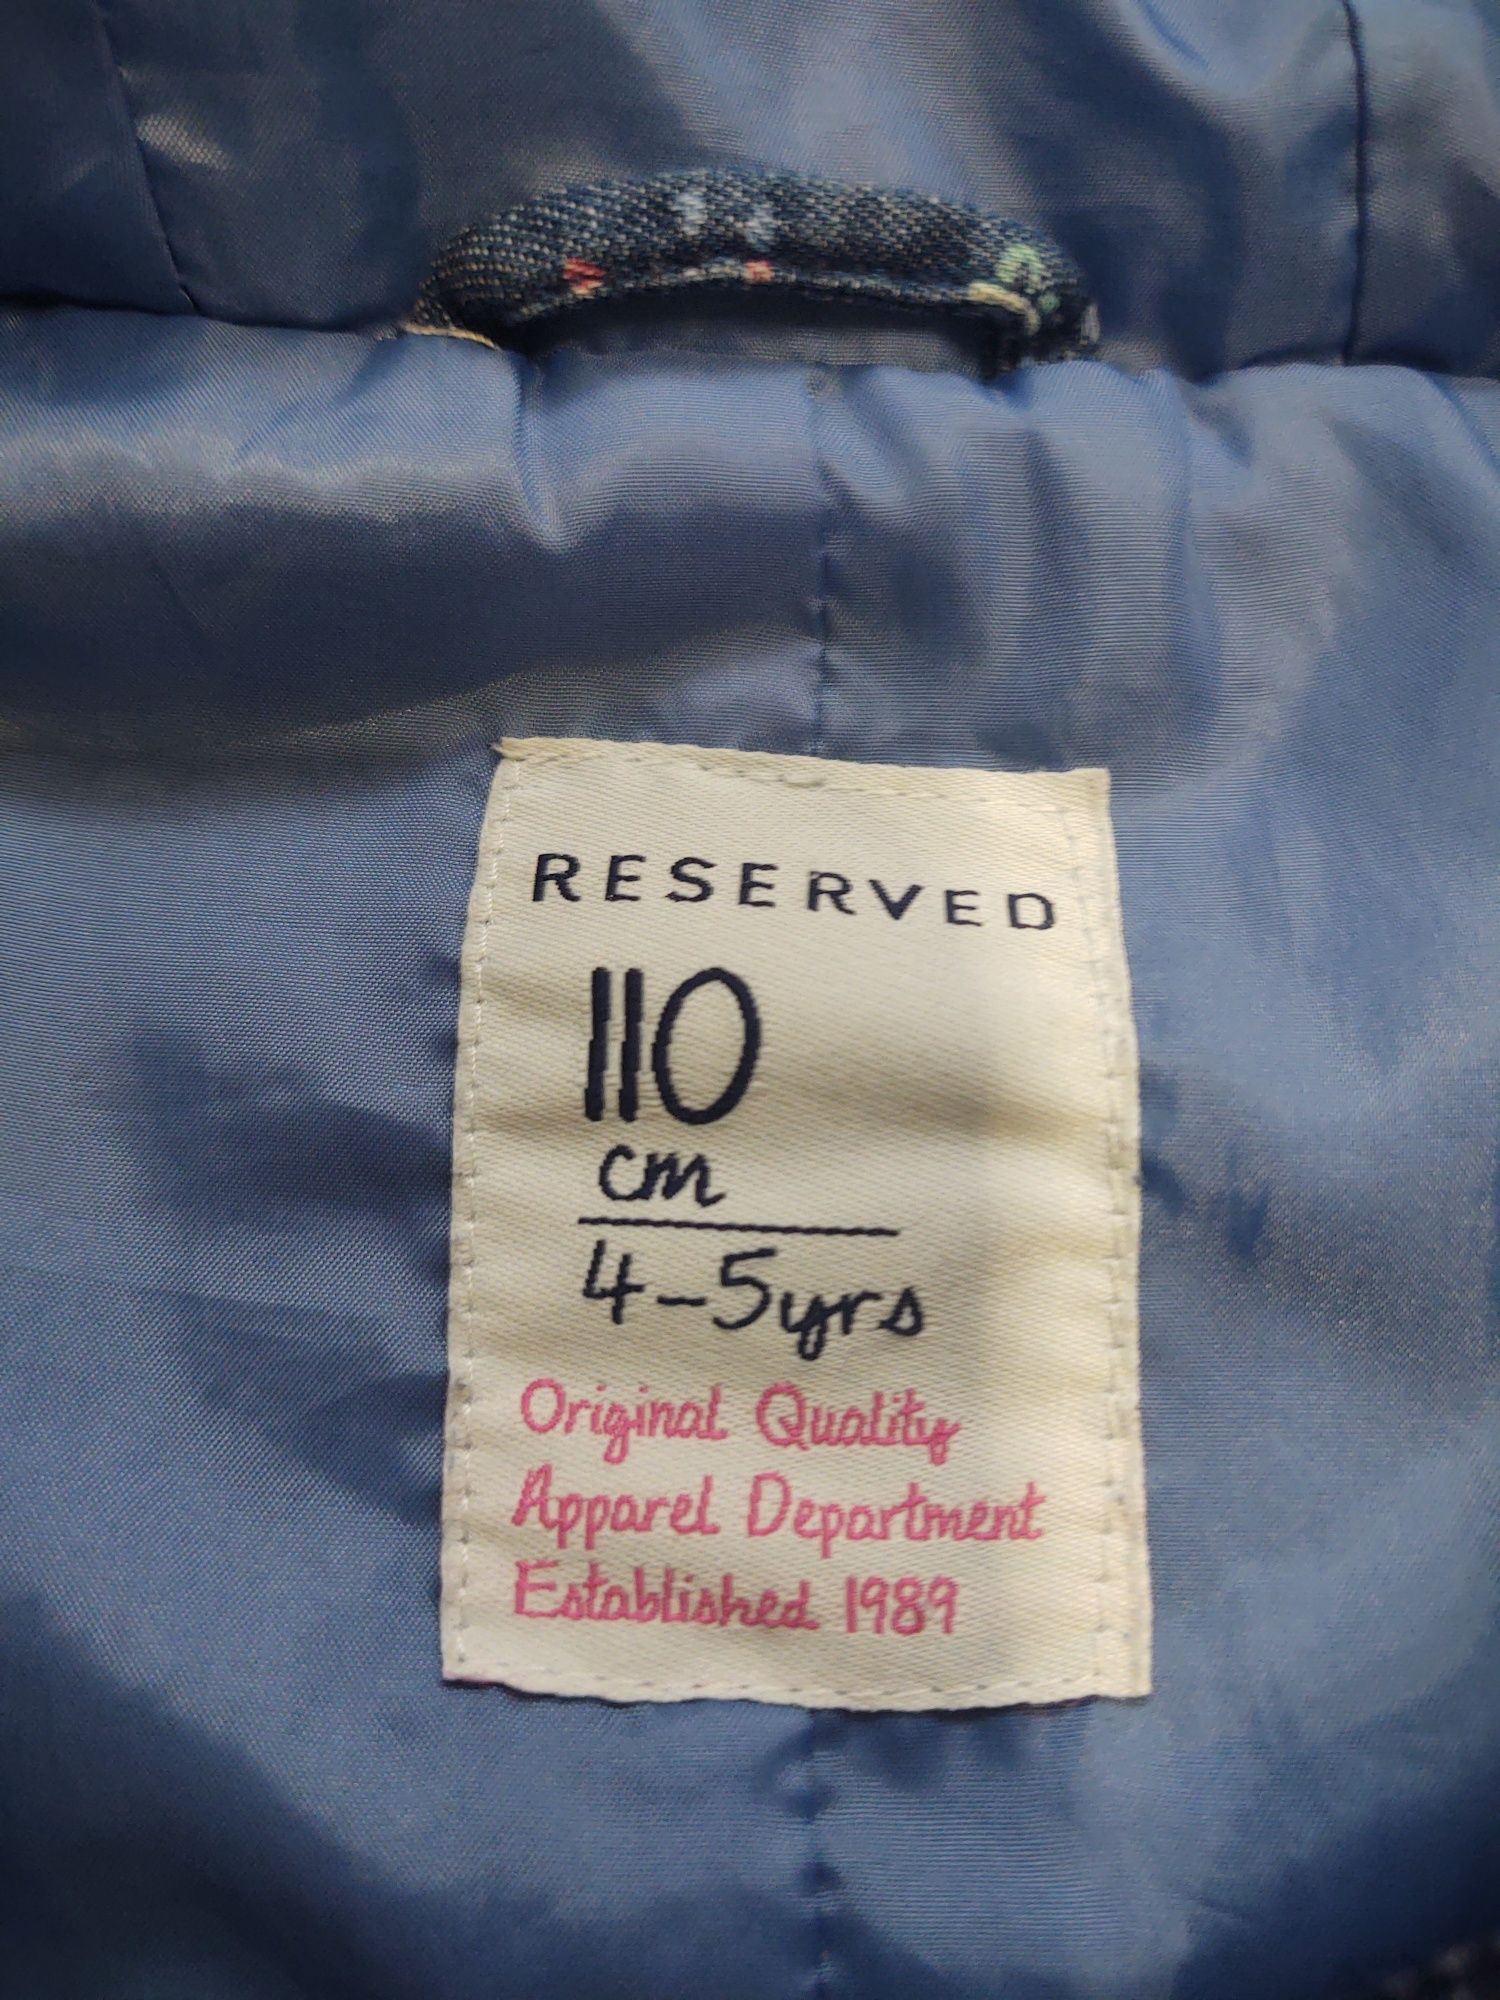 RESERVED
110
cm
4-5yrs
Original Quality
Apparel Department
Established 1989